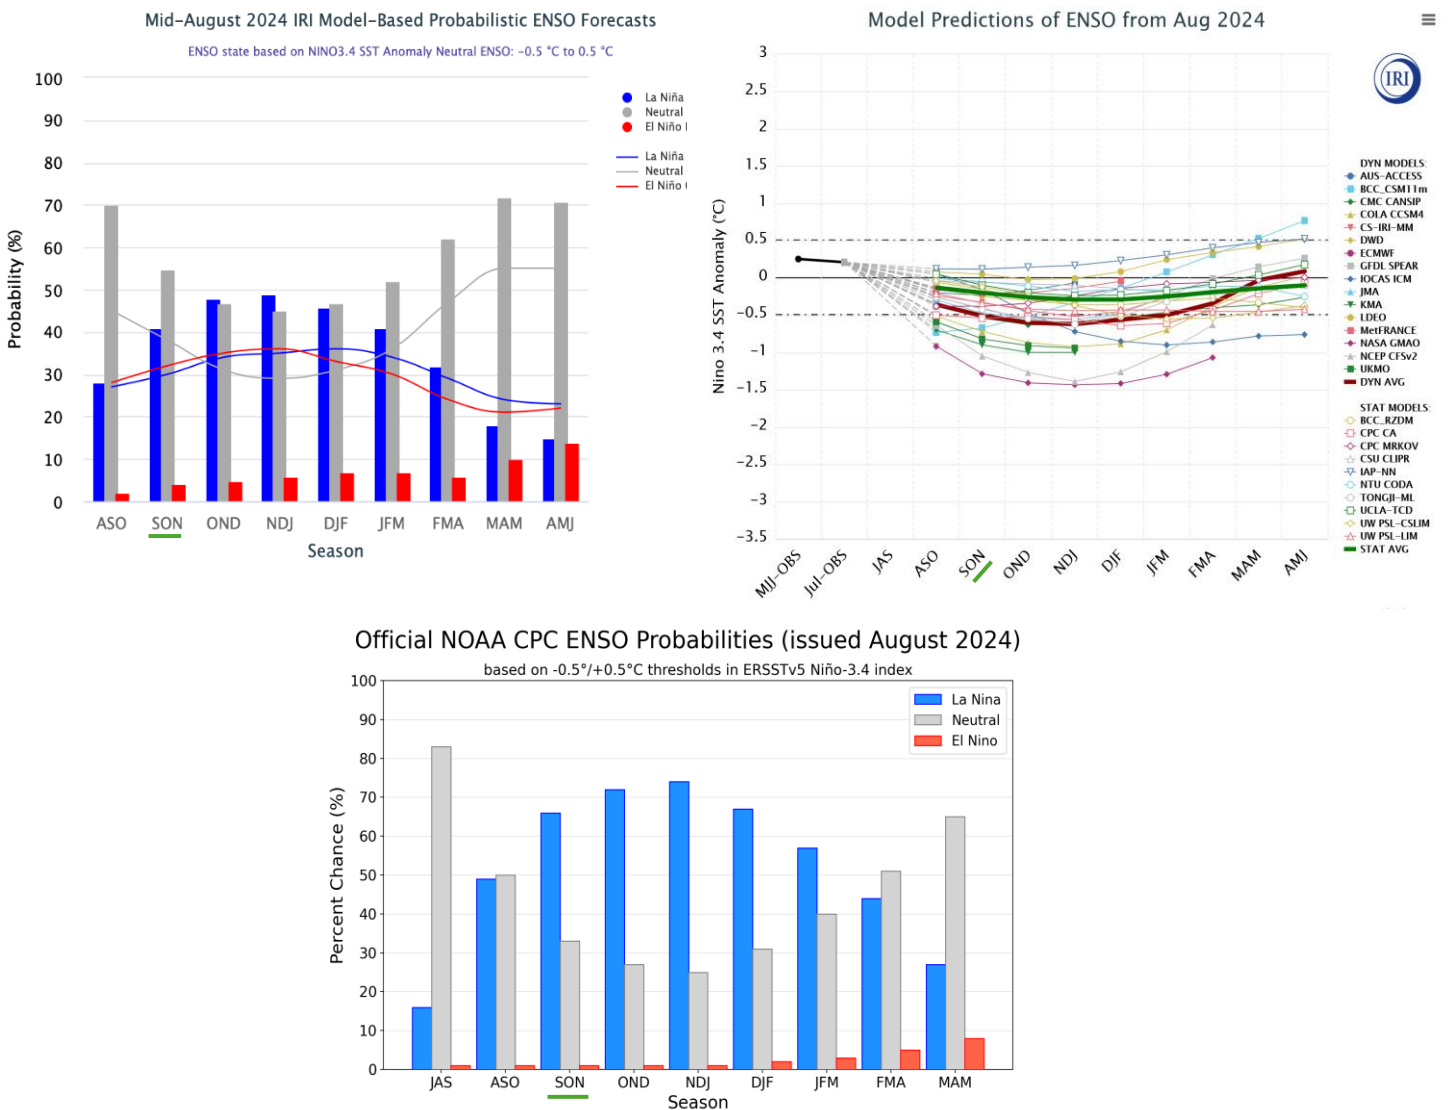 Mid-August 2024 IRI Model-Based Probabilistic ENSO Forecasts
ENSO state based on NINO3.4 SST Anomaly Neutral ENSO: -0.5 °C to 0.5 °C
Probability (%)
100
90
80
70
60
50
40
30
20
10
0
ASO SON OND NDJ DJF JFM FMA MAM AMJ
Season
La Niña
Neutral
El Niño
La Niña
Neutral
El Niño
Model Predictions of ENSO from Aug 2024
IRI
Nino 3.4 SST Anomaly (°C)
3
2.5
2
1.5
1
0.5
0
-0.5
-1
-1.5
-2
-2.5
-3
-3.5
MJJ-OBS Jul-OBS JAS ASO SON OND NDJ DJF JFM FMA MAM AMJ
DYN MODELS:
AUS-ACCESS
BCC_CSM11m
CMC CANSIP
COLA CCSM4
CS-IRI-MM
DWD
ECMWF
GFDL SPEAR
IOCAS ICM
JMA
KMA
LDEO
MetFRANCE
NASA GMAO
NCEP CFSv2
UKMO
DYN AVG
STAT MODELS:
BCC_RZDM
CPC CA
CPC MRKOV
CSU CLIPR
IAP-NN
NTU CODA
TONGJI-ML
UCLA-TCD
UW PSL-CSLIM
UW PSL-LIM
STAT AVG
Official NOAA CPC ENSO Probabilities (issued August 2024)
based on -0.5°/+0.5°C thresholds in ERSSTv5 Niño-3.4 index
Percent Chance (%)
100
90
80
70
60
50
40
30
20
10
0
La Nina
Neutral
El Nino
JAS ASO SON OND NDJ DJF JFM FMA MAM
Season